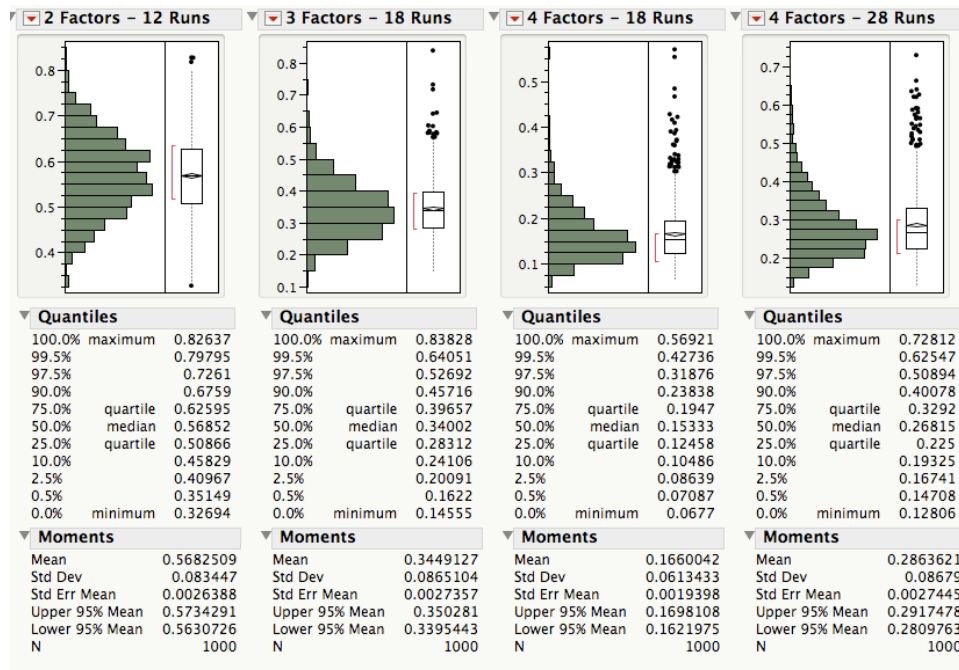 2 Factors – 12 Runs
0.8
0.7
0.6
0.5
0.4
Quantiles
100.0% maximum 0.82637
99.5% 0.79795
97.5% 0.7261
90.0% 0.6759
75.0% quartile 0.62595
50.0% median 0.56852
25.0% quartile 0.50866
10.0% 0.45829
2.5% 0.40967
0.5% 0.35149
0.0% minimum 0.32694
Moments
Mean 0.5682509
Std Dev 0.083447
Std Err Mean 0.0026388
Upper 95% Mean 0.5734291
Lower 95% Mean 0.5630726
N 1000
3 Factors – 18 Runs
0.8
0.7
0.6
0.5
0.4
0.3
0.2
0.1
Quantiles
100.0% maximum 0.83828
99.5% 0.64051
97.5% 0.52692
90.0% 0.45716
75.0% quartile 0.39657
50.0% median 0.34002
25.0% quartile 0.28312
10.0% 0.24106
2.5% 0.20091
0.5% 0.1622
0.0% minimum 0.14555
Moments
Mean 0.3449127
Std Dev 0.0865104
Std Err Mean 0.0027357
Upper 95% Mean 0.350281
Lower 95% Mean 0.3395443
N 1000
4 Factors – 18 Runs
0.5
0.4
0.3
0.2
0.1
Quantiles
100.0% maximum 0.56921
99.5% 0.42736
97.5% 0.31876
90.0% 0.23838
75.0% quartile 0.1947
50.0% median 0.15333
25.0% quartile 0.12458
10.0% 0.10486
2.5% 0.08639
0.5% 0.07087
0.0% minimum 0.0677
Moments
Mean 0.1660042
Std Dev 0.0613433
Std Err Mean 0.0019398
Upper 95% Mean 0.1698108
Lower 95% Mean 0.1621975
N 1000
4 Factors – 28 Runs
0.7
0.6
0.5
0.4
0.3
0.2
Quantiles
100.0% maximum 0.72812
99.5% 0.62547
97.5% 0.50894
90.0% 0.40078
75.0% quartile 0.3292
50.0% median 0.26815
25.0% quartile 0.225
10.0% 0.19325
2.5% 0.16741
0.5% 0.14708
0.0% minimum 0.12806
Moments
Mean 0.2863621
Std Dev 0.08679
Std Err Mean 0.0027445
Upper 95% Mean 0.2917478
Lower 95% Mean 0.2809763
N 1000